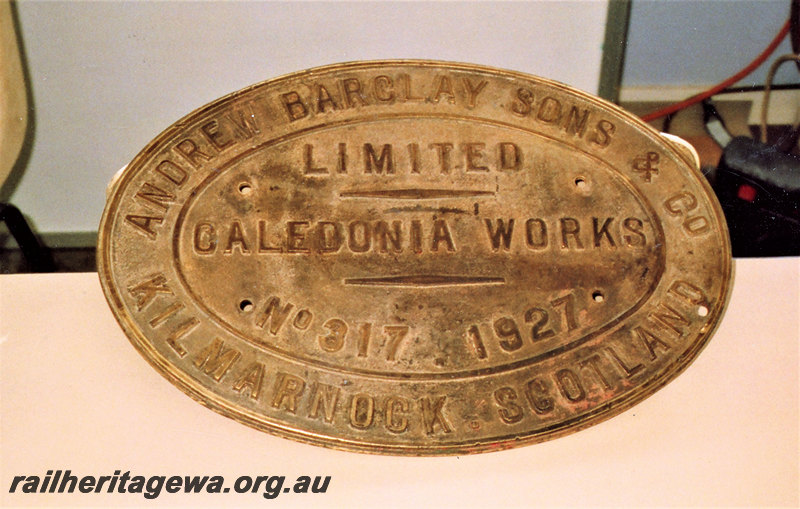 ANDREW BARCLAY SONS & CO
LIMITED
CALEDONIA WORKS
No 317. 1927.
KILMARNOCK. SCOTLAND
railheritagewa.org.au